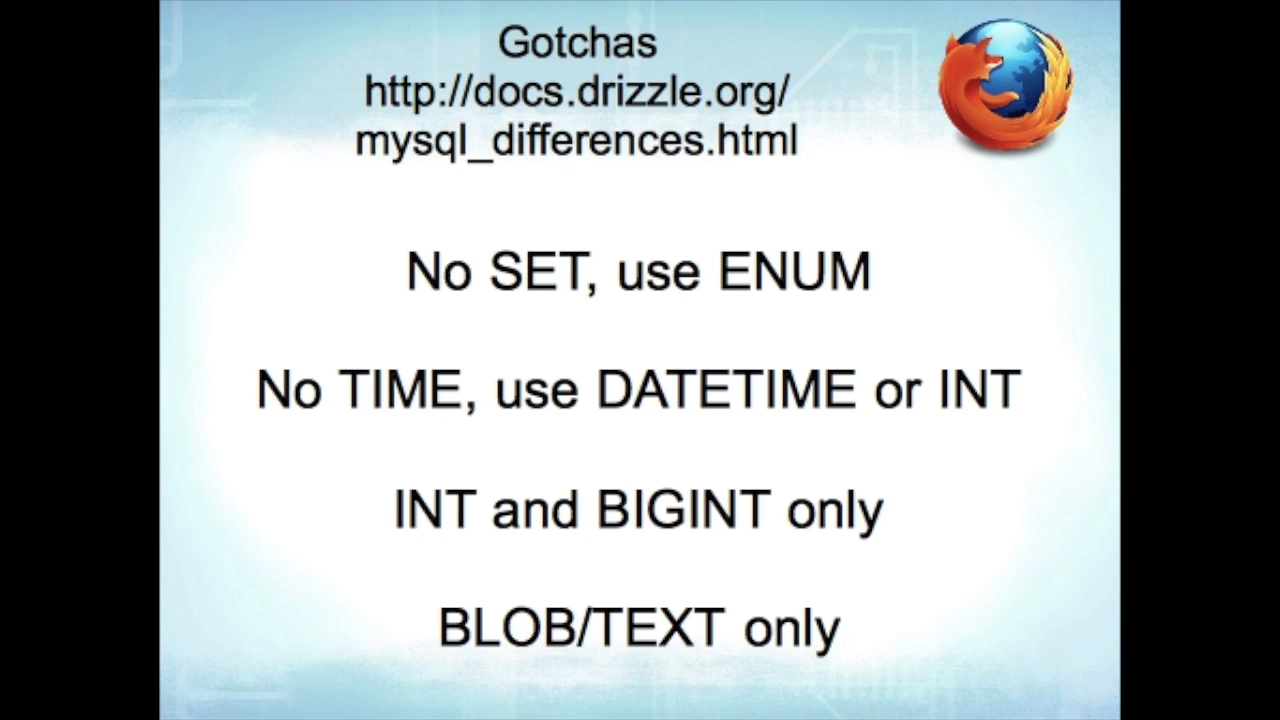 Gotchas
http://docs.drizzle.org/
mysql_differences.html
No SET, use ENUM
No TIME, use DATETIME or INT
INT and BIGINT only
BLOB/TEXT only